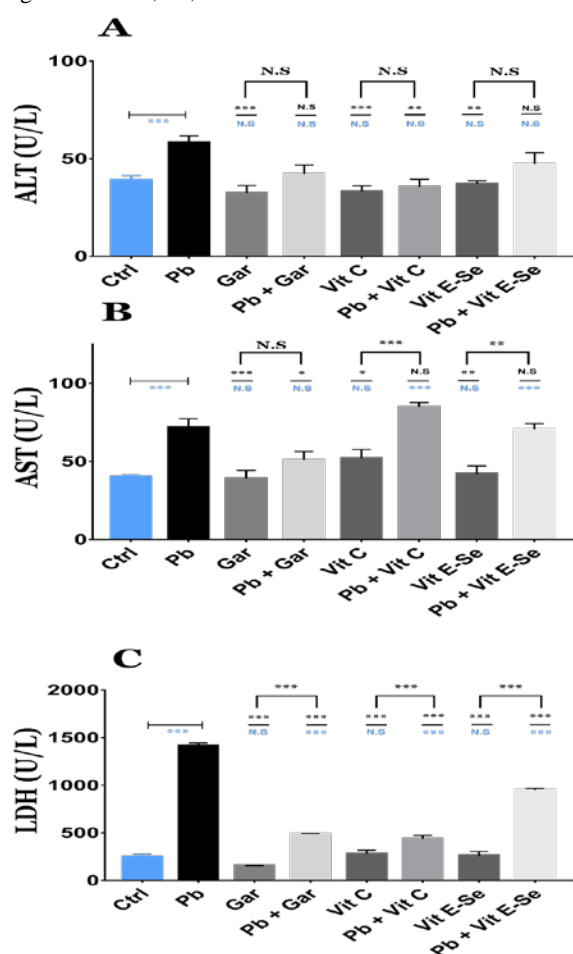 A
100
50
0
ALT (U/L)
N.S
N.S
N.S
***
***
N.S
***
**
**
N.S
N.S
N.S
N.S
N.S
N.S
N.S
Ctrl
Pb
Gar
Pb + Gar
Vit C
Pb + Vit C
Vit E-Se
Pb + Vit E-Se
B
100
50
0
AST (U/L)
N.S
***
**
***
***
*
*
N.S
**
N.S
N.S
N.S
N.S
***
N.S
***
Ctrl
Pb
Gar
Pb + Gar
Vit C
Pb + Vit C
Vit E-Se
Pb + Vit E-Se
C
2000
1500
1000
500
0
LDH (U/L)
***
***
***
***
***
***
***
***
***
***
N.S
***
N.S
***
N.S
***
Ctrl
Pb
Gar
Pb + Gar
Vit C
Pb + Vit C
Vit E-Se
Pb + Vit E-Se